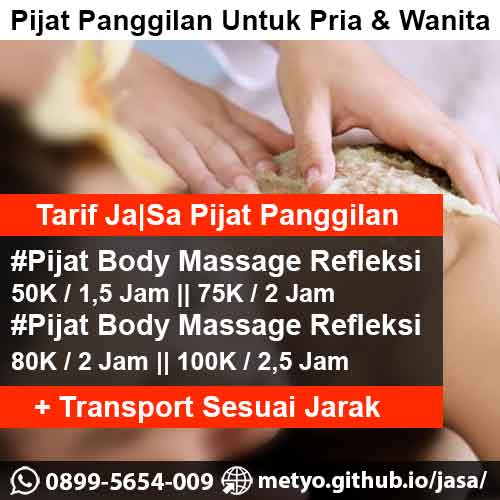 Pijat Panggilan Untuk Pria & Wanita
Tarif Ja|Sa Pijat Panggilan
#Pijat Body Massage Refleksi
50K / 1,5 Jam || 75K / 2 Jam
#Pijat Body Massage Refleksi
80K / 2 Jam || 100K / 2,5 Jam
+ Transport Sesuai Jarak
0899-5654-009 metyo.github.io/jasa/